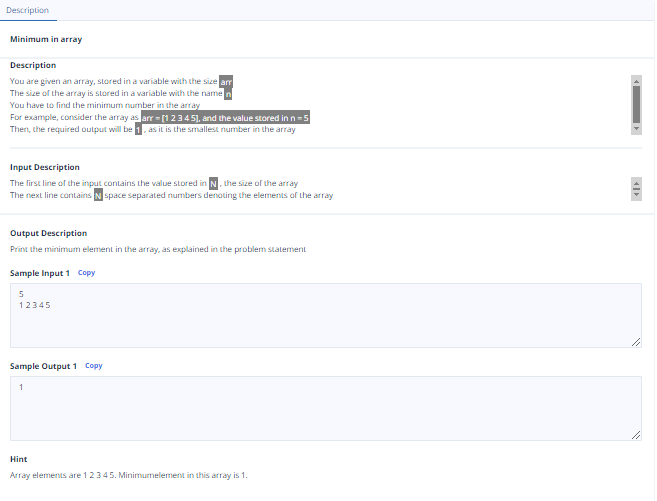 Description
Minimum in array
Description
You are given an array, stored in a variable with the size arr
The size of the array is stored in a variable with the name n
You have to find the minimum number in the array
For example, consider the array as arr = [1 2 3 4 5], and the value stored in n = 5
Then, the required output will be 1 , as it is the smallest number in the array
Input Description
The first line of the input contains the value stored in N , the size of the array
The next line contains N space separated numbers denoting the elements of the array
Output Description
Print the minimum element in the array, as explained in the problem statement
Sample Input 1 Copy
5
1 2 3 4 5
Sample Output 1 Copy
1
Hint
Array elements are 1 2 3 4 5. Minimumelement in this array is 1.